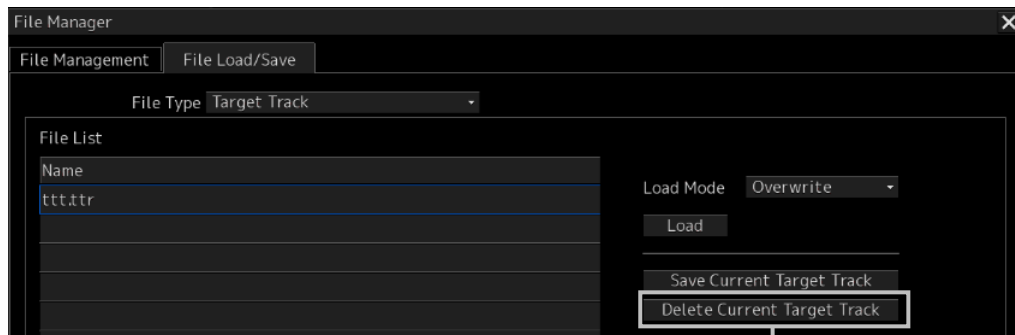 File Manager
File Management
File Load/Save
File Type Target Track
File List
Name
ttt.ttr
Load Mode Overwrite
Load
Save Current Target Track
Delete Current Target Track